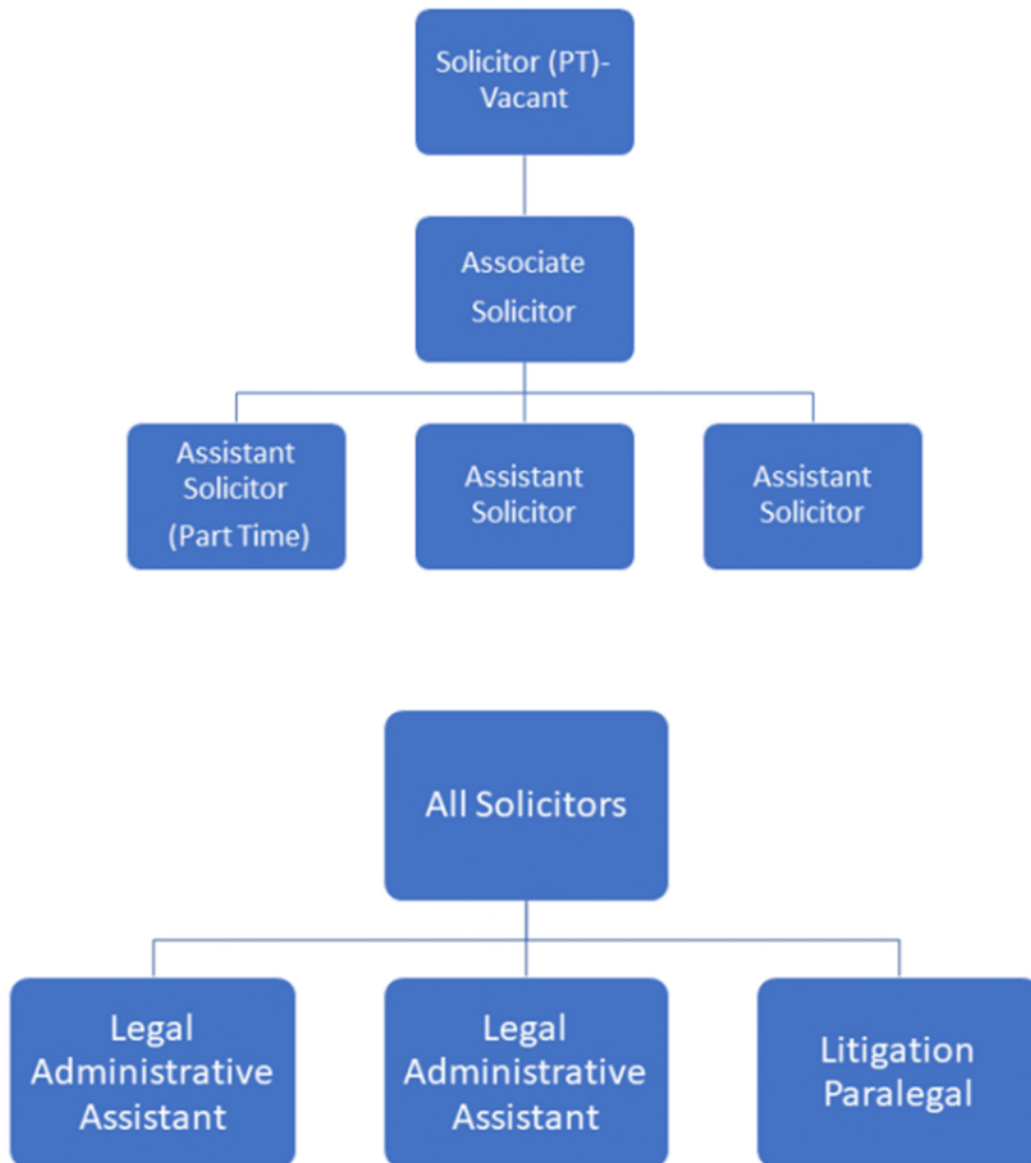 Solicitor (PT)-
Vacant
Associate
Solicitor
Assistant
Solicitor
(Part Time)
Assistant
Solicitor
Assistant
Solicitor
All Solicitors
Legal
Administrative
Assistant
Legal
Administrative
Assistant
Litigation
Paralegal